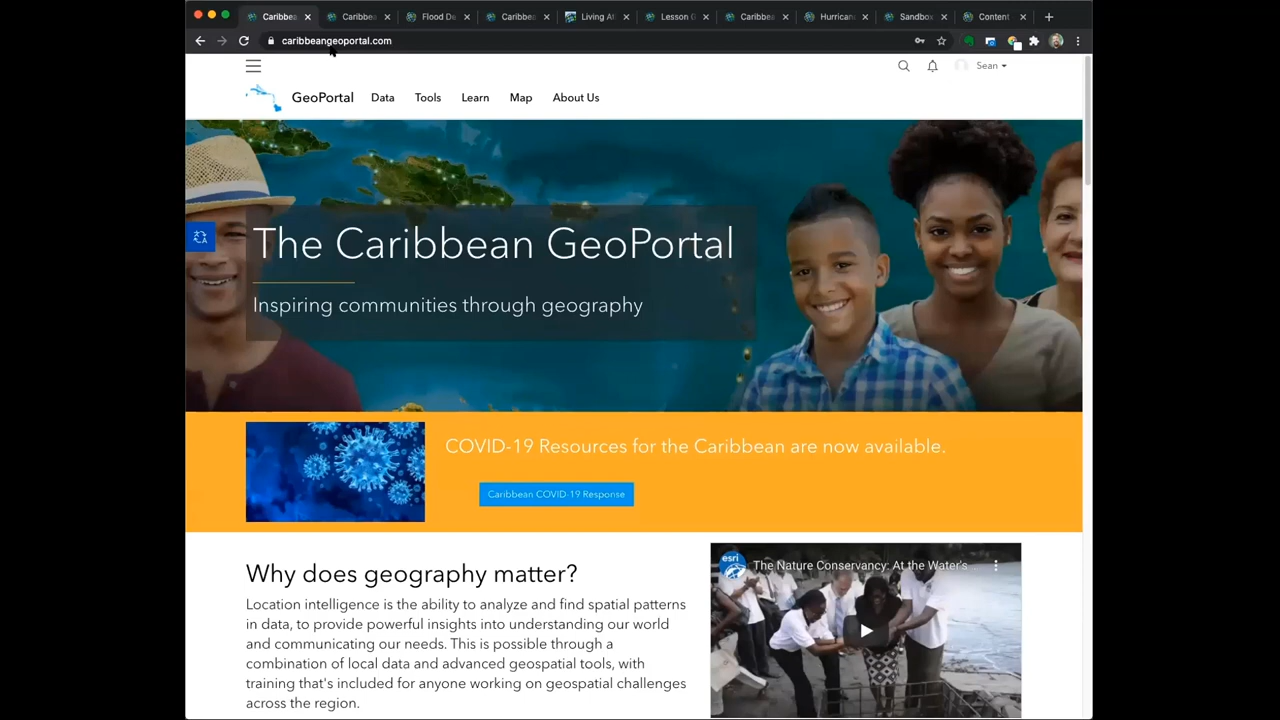 Caribbea
Caribbea
Flood De
Caribbea
Living At
Lesson G
Caribbea
Hurrican
Sandbox
Content
caribbeangeoportal.com
Sean
GeoPortal
Data
Tools
Learn
Map
About Us
The Caribbean GeoPortal
Inspiring communities through geography
COVID-19 Resources for the Caribbean are now available.
Caribbean COVID-19 Response
Why does geography matter?
Location intelligence is the ability to analyze and find spatial patterns
in data, to provide powerful insights into understanding our world
and communicating our needs. This is possible through a
combination of local data and advanced geospatial tools, with
training that's included for anyone working on geospatial challenges
across the region.
esri
The Nature Conservancy: At the Water's...